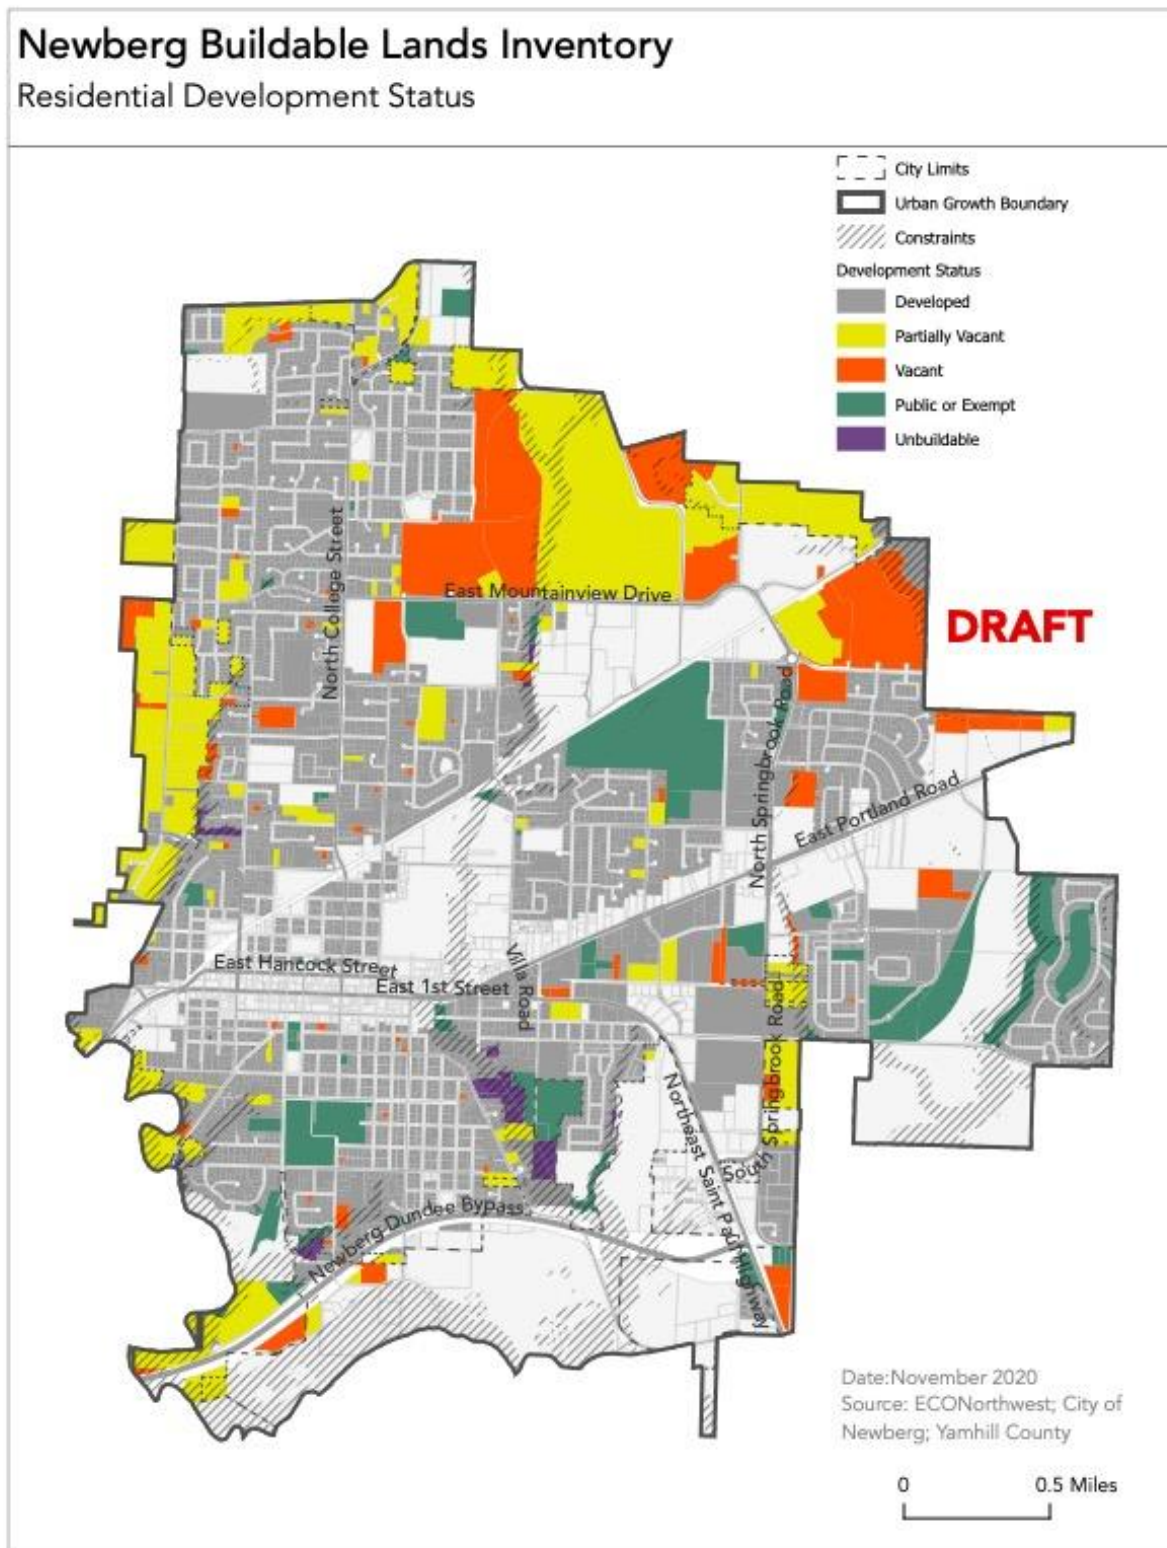 Newberg Buildable Lands Inventory
Residential Development Status
City Limits
Urban Growth Boundary
Constraints
Development Status
Developed
Partially Vacant
Vacant
Public or Exempt
Unbuildable
North College Street
East Mountainview Drive
DRAFT
North Springbrook Road
East Portland Road
East Hancock Street
East 1st Street
Villa Road
South Springbrook Road
Northeast Saint Paul Highway
Newberg-Dundee Bypass
Date:November 2020
Source: ECONorthwest; City of
Newberg; Yamhill County
0 0.5 Miles